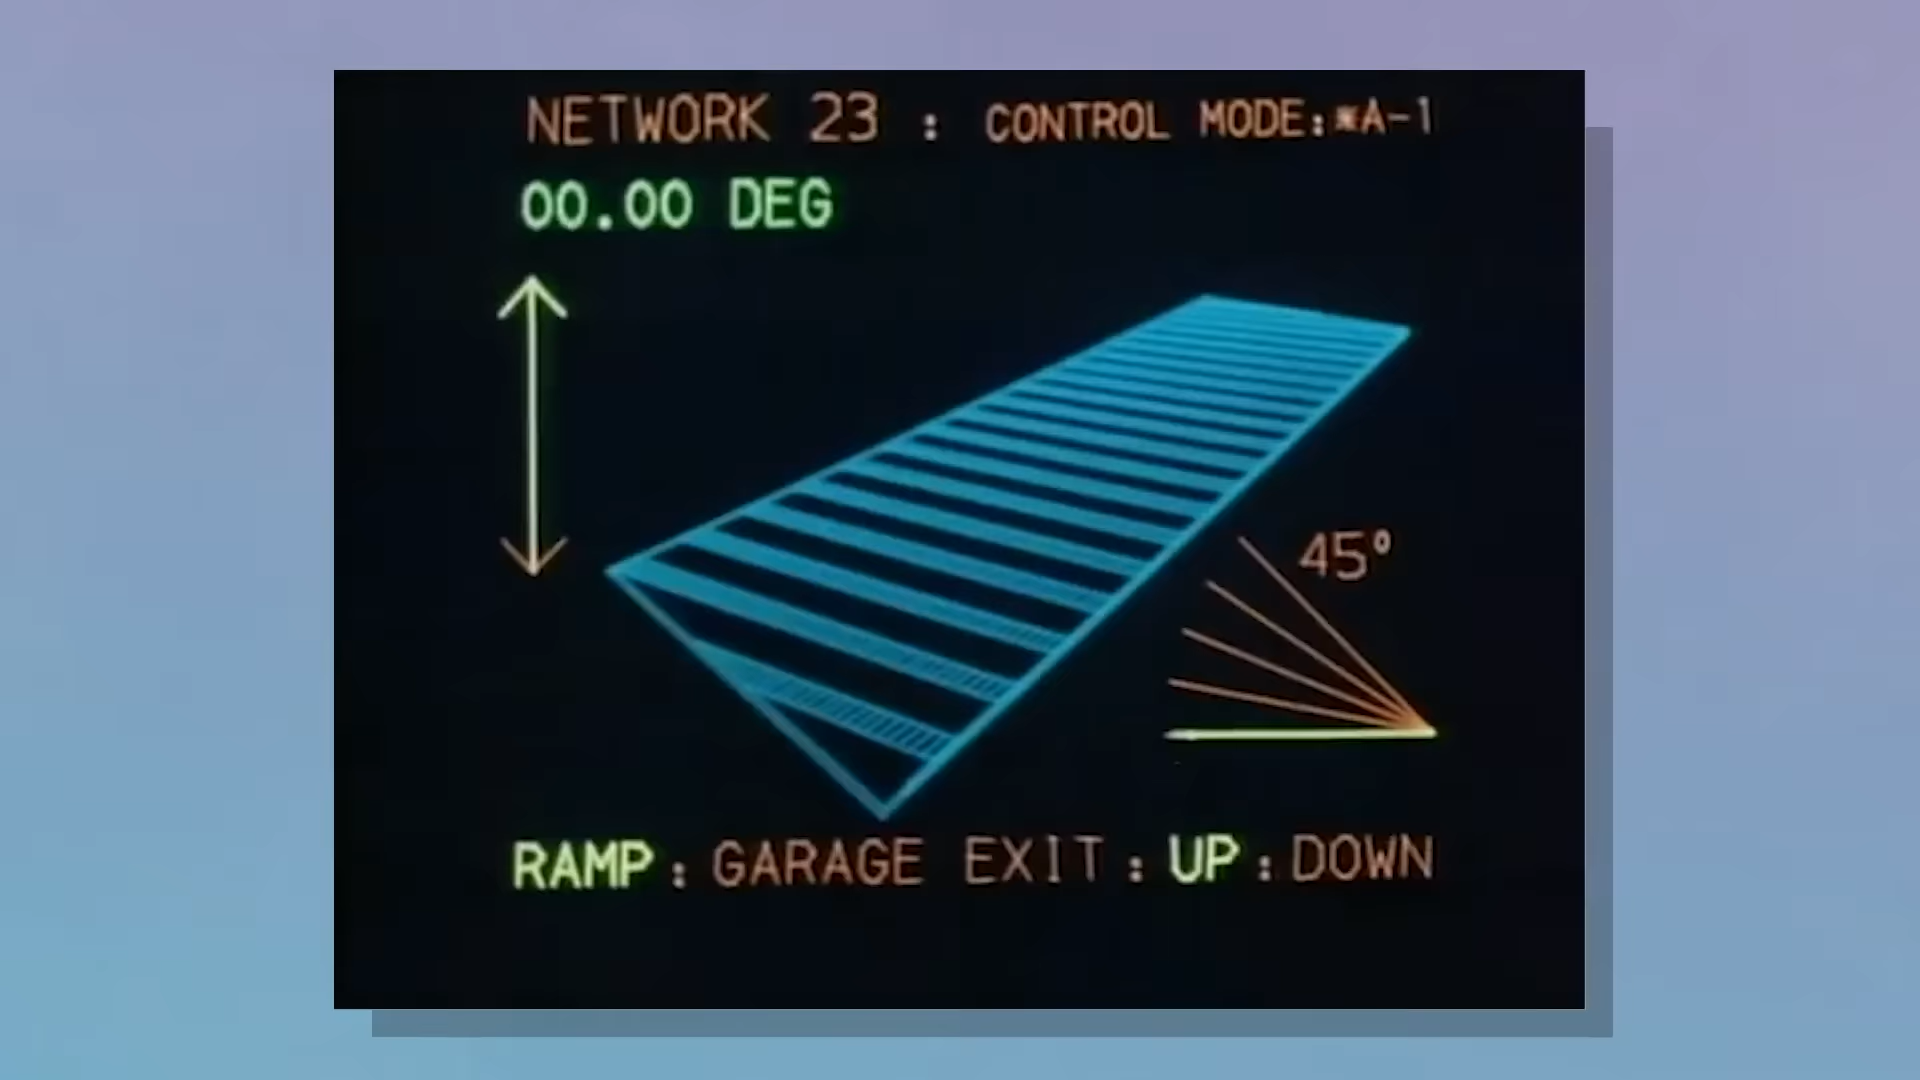 NETWORK 23 : CONTROL MODE:*A-1
00.00 DEG
45°
RAMP : GARAGE EXIT : UP : DOWN